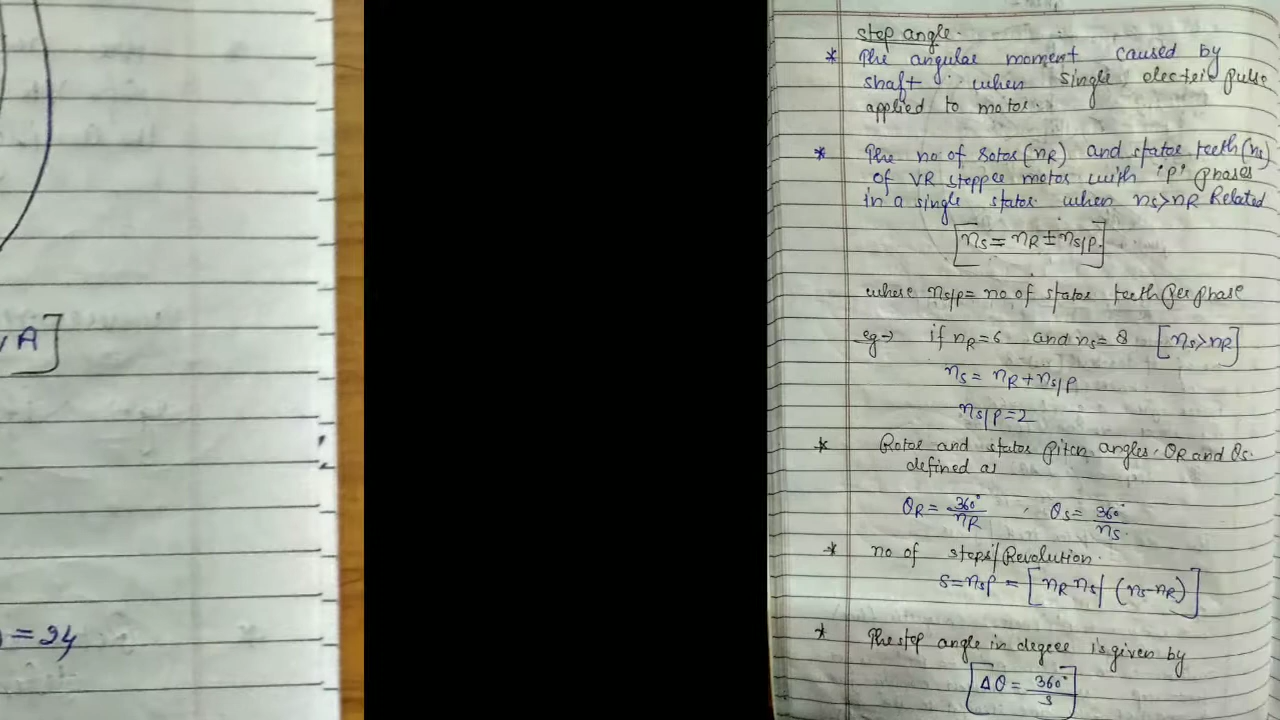 ∨A]
=24
step angle.
* The angular moment caused by
shaft when single electric pulse
applied to motor.
* The no of rotor (nR) and stator teeth (ns)
of VR steppee motor with 'p' phases
in a single stator when ns>nR Related
[ns = nR ± ns/p.]
where ns/p = no of stator teeth per phase
eg→ if nR=6 and ns=8 [ns>nR]
ns = nR + ns/p
ns/p = 2
* Rotor and stator pitch angles. θR and θs.
defined as
θR = 360°/nR , θs = 360°/ns.
* no of steps/Revolution.
s = nsp = [nR ns / (ns-nR)]
* The step angle in degree is given by
[Δθ = 360°/s]